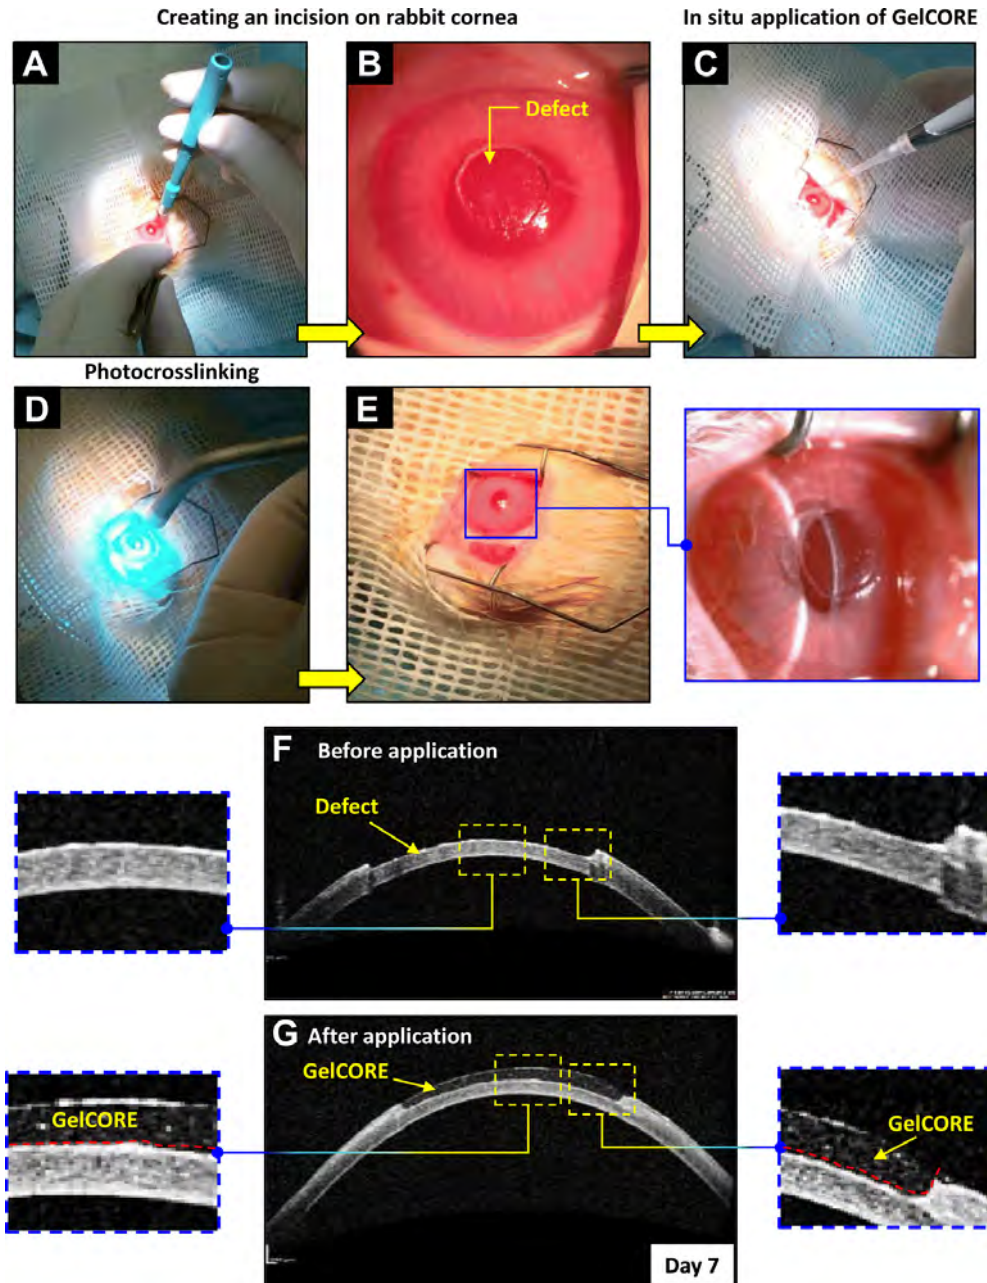 Creating an incision on rabbit cornea
In situ application of GelCORE
A
B
Defect
C
Photocrosslinking
D
E
F Before application
Defect
G After application
GelCORE
GelCORE
GelCORE
Day 7